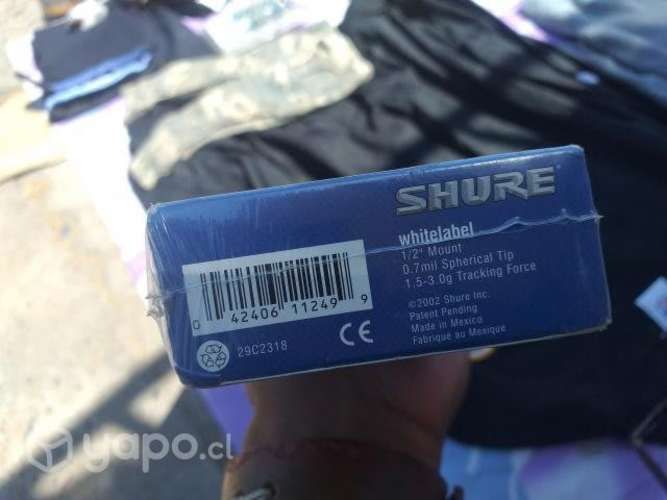 SHURE
whitelabel
1/2" Mount
0.7mil Spherical Tip
1.5-3.0g Tracking Force
©2002 Shure Inc.
Patent Pending
Made in Mexico
Fabriqué au Mexique
0 42406 11249 9
CE
29C2318
yapo.cl